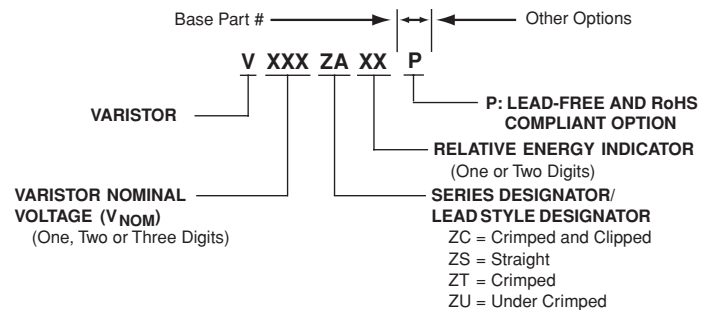 Base Part #
Other Options
V XXX ZA XX P
VARISTOR
P: LEAD-FREE AND RoHS
COMPLIANT OPTION
RELATIVE ENERGY INDICATOR
(One or Two Digits)
VARISTOR NOMINAL
VOLTAGE (VNOM)
(One, Two or Three Digits)
SERIES DESIGNATOR/
LEAD STYLE DESIGNATOR
ZC = Crimped and Clipped
ZS = Straight
ZT = Crimped
ZU = Under Crimped